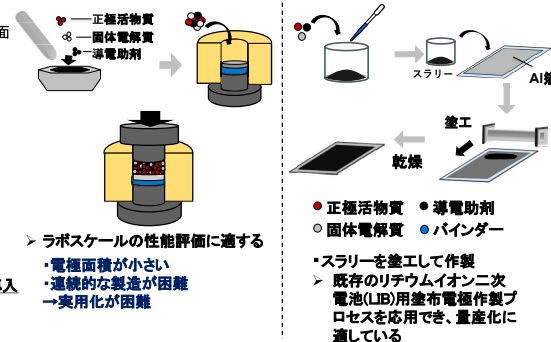 面
正極活物質
固体電解質
導電助剤
スラリー
Al箔
塗工
乾燥
➢ ラボスケールの性能評価に適する
・電極面積が小さい
・連続的な製造が困難
→実用化が困難
入
● 正極活物質 ● 導電助剤
● 固体電解質 ● バインダー
・スラリーを塗工して作製
➢ 既存のリチウムイオン二次
電池(LIB)用塗布電極作製プ
ロセスを応用でき、量産化に
適している